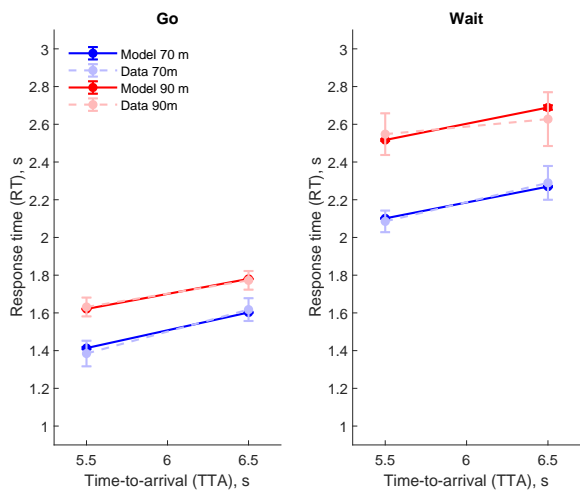 Go
Response time (RT), s
3
2.8
2.6
2.4
2.2
2
1.8
1.6
1.4
1.2
1
Model 70 m
Data 70m
Model 90 m
Data 90m
5.5 6 6.5
Time-to-arrival (TTA), s
Wait
Response time (RT), s
3
2.8
2.6
2.4
2.2
2
1.8
1.6
1.4
1.2
1
5.5 6 6.5
Time-to-arrival (TTA), s